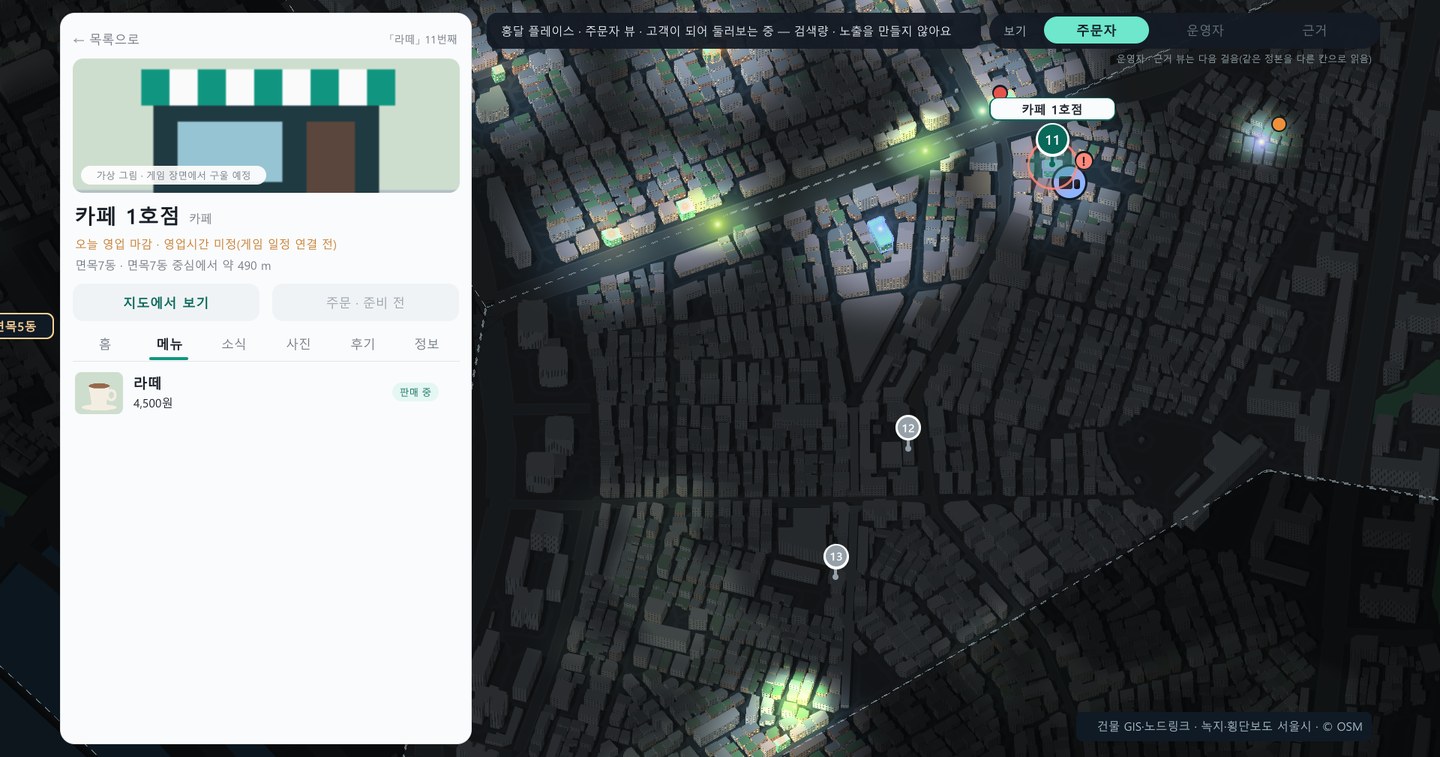 ← 목록으로
「라떼」 11번째
가상 그림 · 게임 장면에서 구울 예정
카페 1호점 카페
오늘 영업 마감 · 영업시간 미정(게임 일정 연결 전)
면목7동 · 면목7동 중심에서 약 490 m
지도에서 보기
주문 · 준비 전
홈 메뉴 소식 사진 후기 정보
라떼
4,500원
판매 중
홍달 플레이스 · 주문자 뷰 · 고객이 되어 둘러보는 중 — 검색량 · 노출을 만들지 않아요
보기 주문자 운영자 근거
운영자 · 근거 뷰는 다음 걸음(같은 정본을 다른 칸으로 읽음)
카페 1호점
11
!
12
13
면목5동
건물 GIS·노드링크 · 녹지·횡단보도 서울시 · © OSM